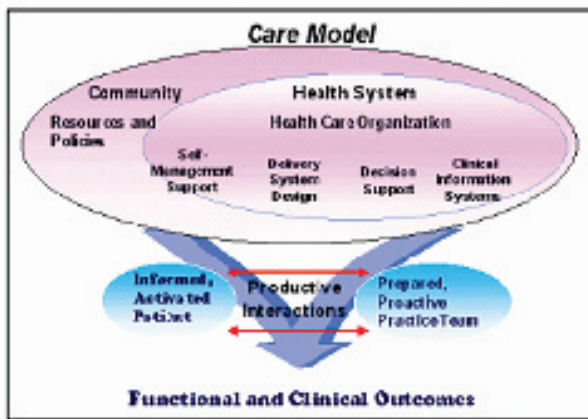 Care Model
Community
Health System
Resources and
Policies
Health Care Organization
Self-
Management
Support
Delivery
System
Design
Decision
Support
Clinical
Information
Systems
Informed,
Activated
Patient
Productive
Interactions
Prepared,
Proactive
Practice Team
Functional and Clinical Outcomes